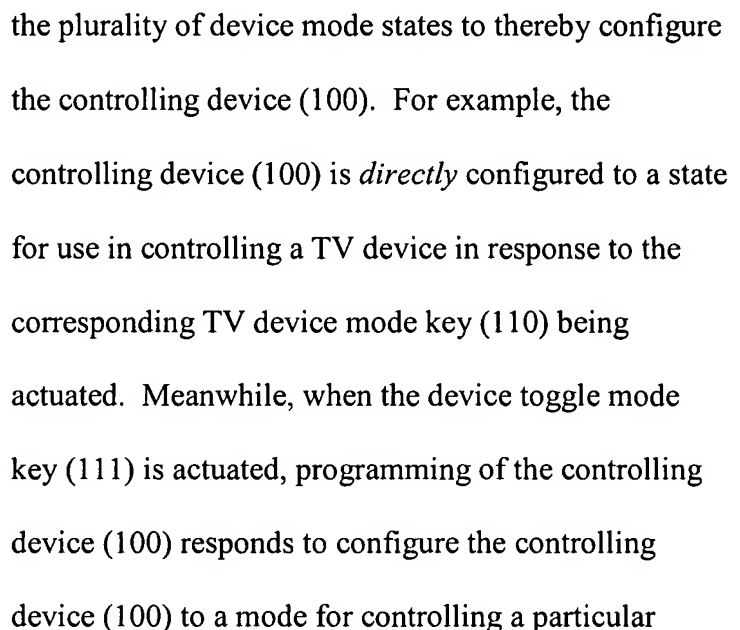 the plurality of device mode states to thereby configure
the controlling device (100). For example, the
controlling device (100) is directly configured to a state
for use in controlling a TV device in response to the
corresponding TV device mode key (110) being
actuated. Meanwhile, when the device toggle mode
key (111) is actuated, programming of the controlling
device (100) responds to configure the controlling
device (100) to a mode for controlling a particular